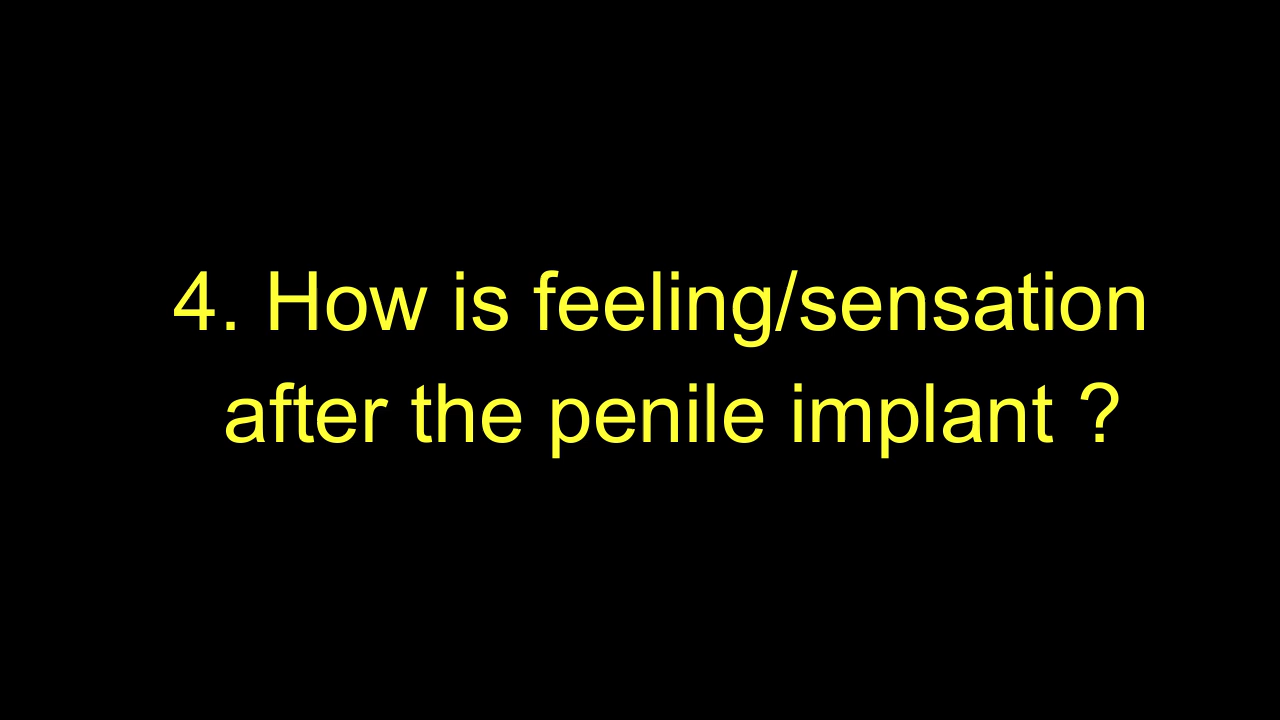 4. How is feeling/sensation
after the penile implant ?